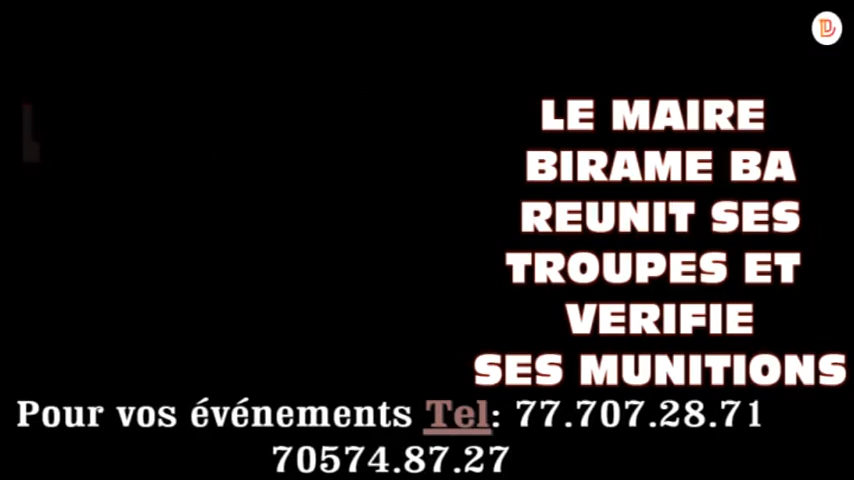 LE MAIRE
BIRAME BA
REUNIT SES
TROUPES ET
VERIFIE
SES MUNITIONS
Pour vos événements Tel: 77.707.28.71
70574.87.27